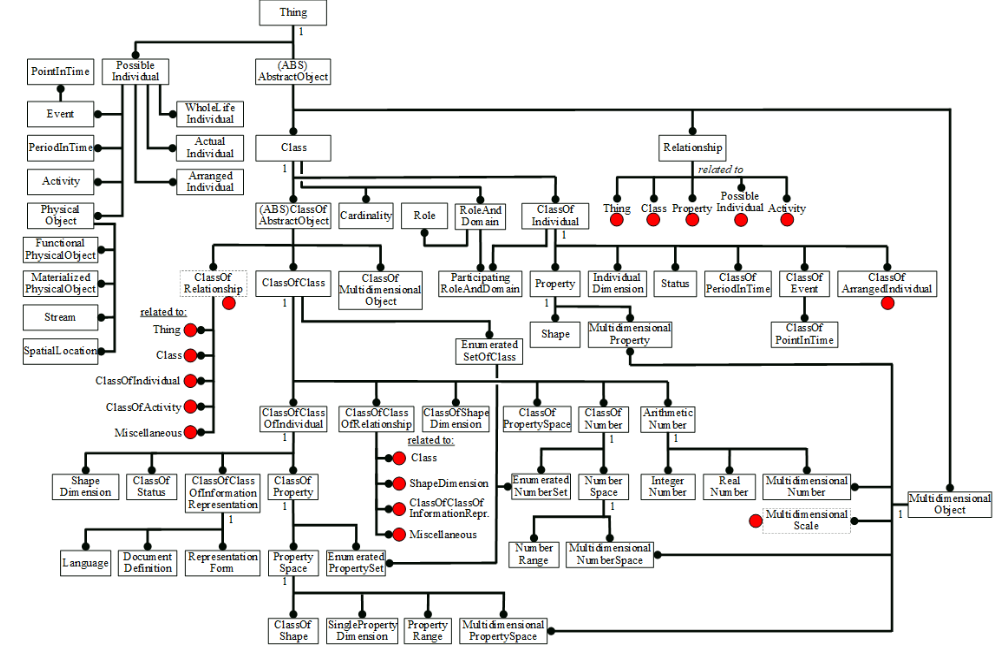 Thing
1
PointInTime
Possible
Individual
(ABS)
AbstractObject
Event
WholeLife
Individual
PeriodInTime
Actual
Individual
Class
1
Relationship
related to
Activity
Arranged
Individual
Thing
Class
Property
Possible
Individual
Activity
Physical
Object
(ABS)ClassOf
AbstractObject
1
Cardinality
Role
RoleAnd
Domain
ClassOf
Individual
1
Functional
PhysicalObject
Materialized
PhysicalObject
Stream
SpatialLocation
ClassOf
Relationship
ClassOfClass
1
ClassOf
Multidimensional
Object
Participating
RoleAndDomain
Property
1
Individual
Dimension
Status
ClassOf
PeriodInTime
ClassOf
Event
ClassOf
ArrangedIndividual
related to:
Thing
Class
ClassOfIndividual
ClassOfActivity
Miscellaneous
Enumerated
SetOfClass
Shape
Multidimensional
Property
ClassOf
PointInTime
ClassOfClass
OfIndividual
1
ClassOfClass
OfRelationship
ClassOfShape
Dimension
ClassOf
PropertySpace
ClassOf
Number
1
Arithmetic
Number
1
related to:
Class
ShapeDimension
ClassOfClassOf
InformationRepr.
Miscellaneous
Shape
Dimension
ClassOf
Status
ClassOfClass
OfInformation
Representation
1
ClassOf
Property
1
Enumerated
NumberSet
Number
Space
1
Integer
Number
Real
Number
Multidimensional
Number
Multidimensional
Scale
1
Multidimensional
Object
Language
Document
Definition
Representation
Form
Property
Space
1
Enumerated
PropertySet
Number
Range
Multidimensional
NumberSpace
ClassOf
Shape
SingleProperty
Dimension
Property
Range
Multidimensional
PropertySpace